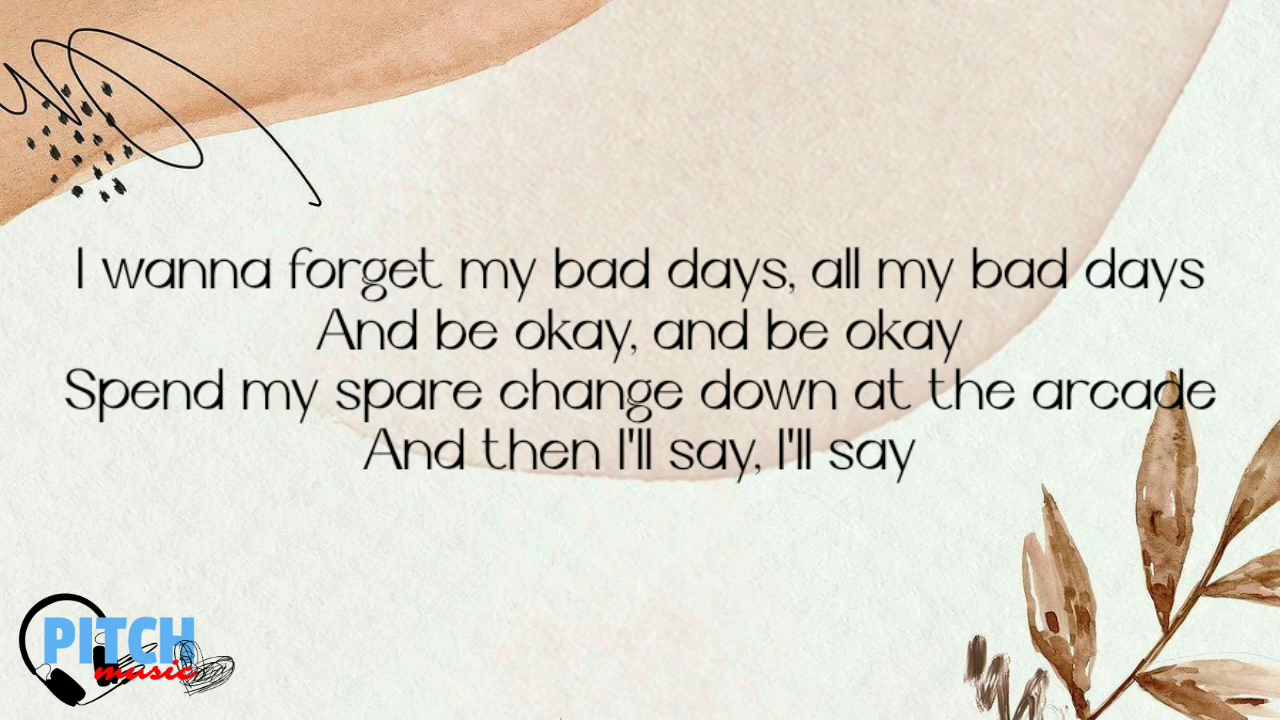 I wanna forget my bad days, all my bad days
And be okay, and be okay
Spend my spare change down at the arcade
And then I'll say, I'll say
PITCH
music